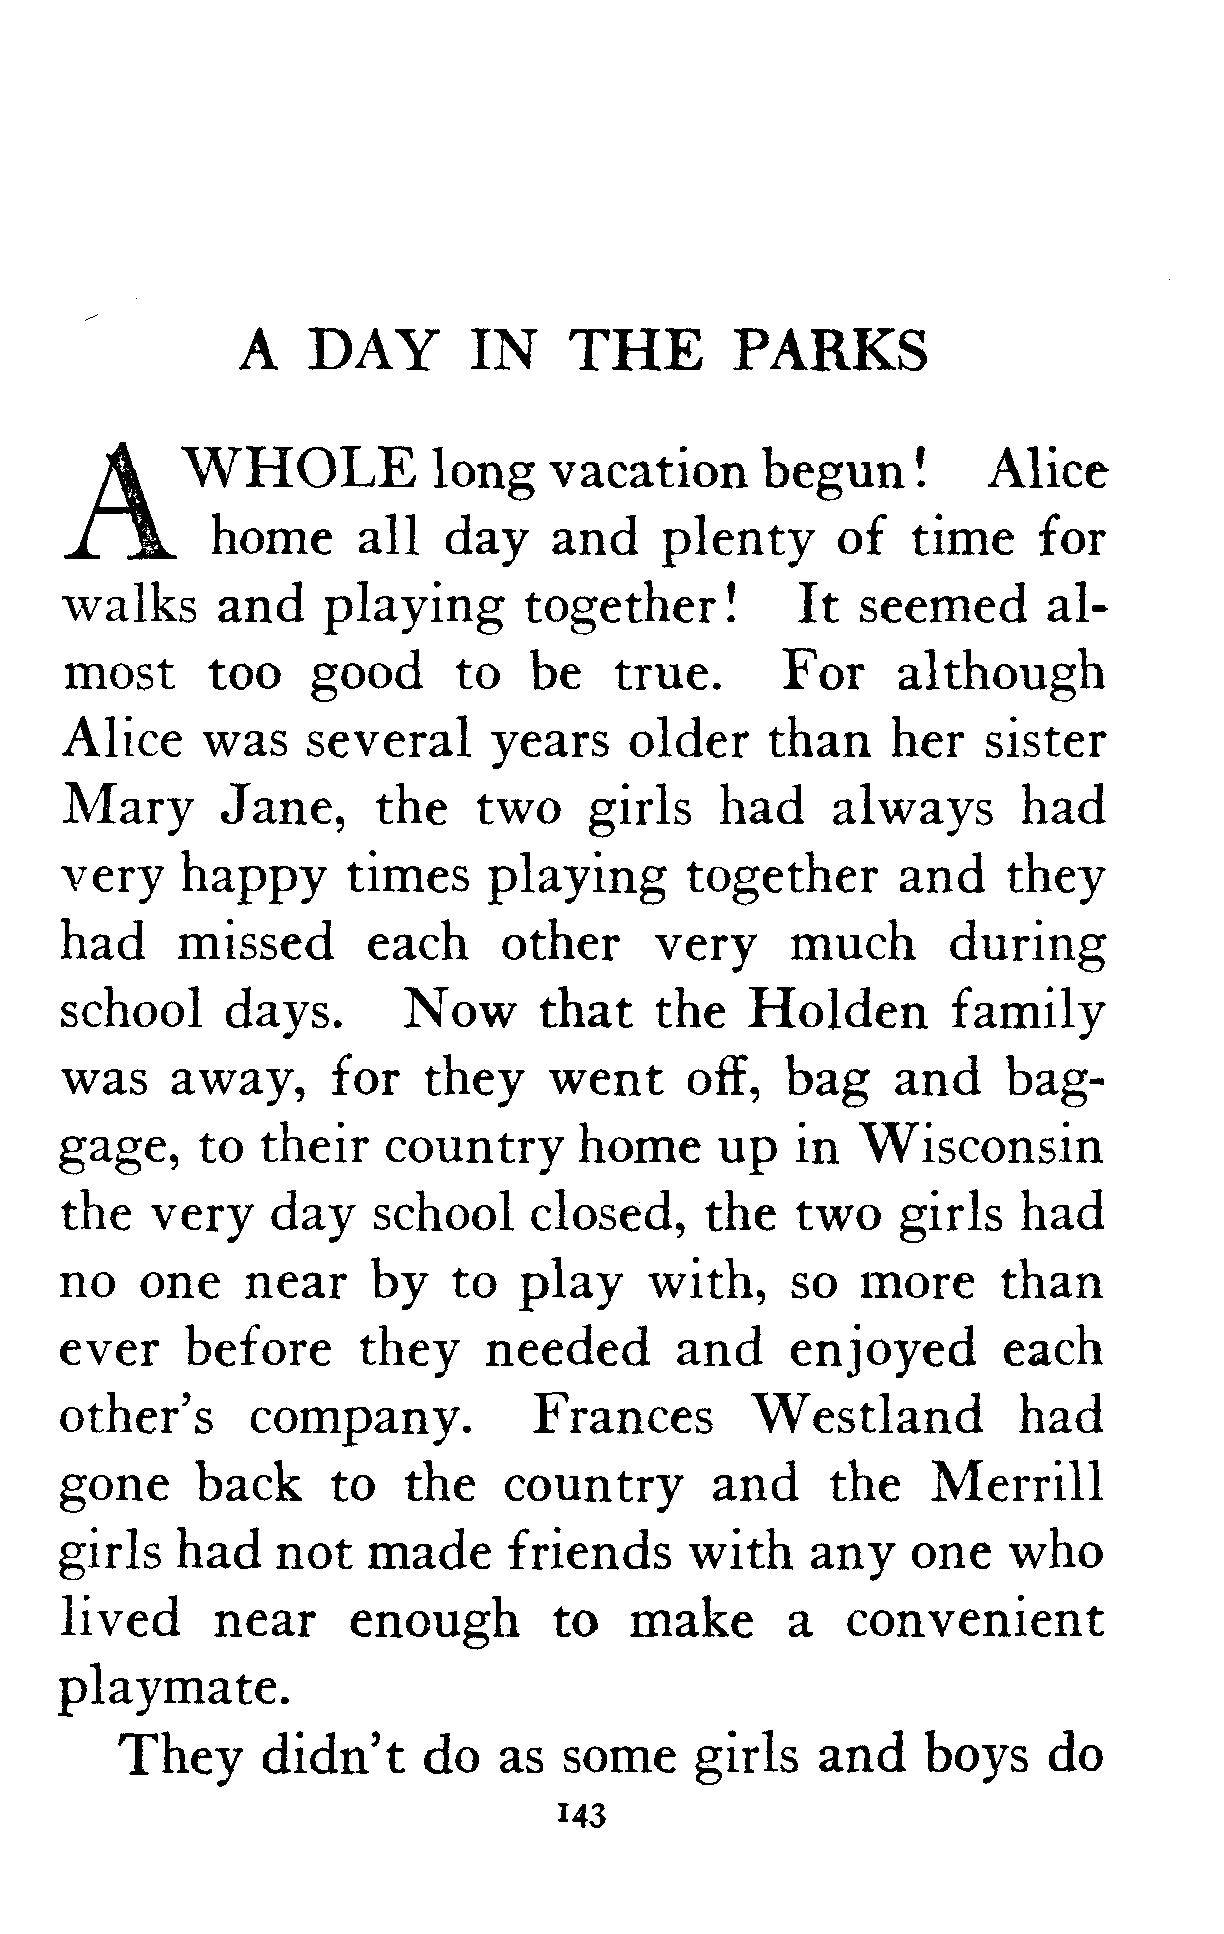 A DAY IN THE PARKS
A WHOLE long vacation begun! Alice
home all day and plenty of time for
walks and playing together! It seemed al-
most too good to be true. For although
Alice was several years older than her sister
Mary Jane, the two girls had always had
very happy times playing together and they
had missed each other very much during
school days. Now that the Holden family
was away, for they went off, bag and bag-
gage, to their country home up in Wisconsin
the very day school closed, the two girls had
no one near by to play with, so more than
ever before they needed and enjoyed each
other's company. Frances Westland had
gone back to the country and the Merrill
girls had not made friends with any one who
lived near enough to make a convenient
playmate.
They didn't do as some girls and boys do
143